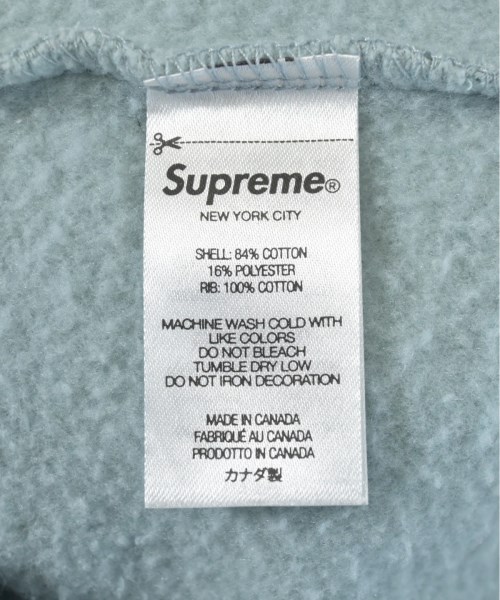 Supreme®
NEW YORK CITY
SHELL: 84% COTTON
16% POLYESTER
RIB: 100% COTTON
MACHINE WASH COLD WITH
LIKE COLORS
DO NOT BLEACH
TUMBLE DRY LOW
DO NOT IRON DECORATION
MADE IN CANADA
FABRIQUÉ AU CANADA
PRODOTTO IN CANADA
カナダ製